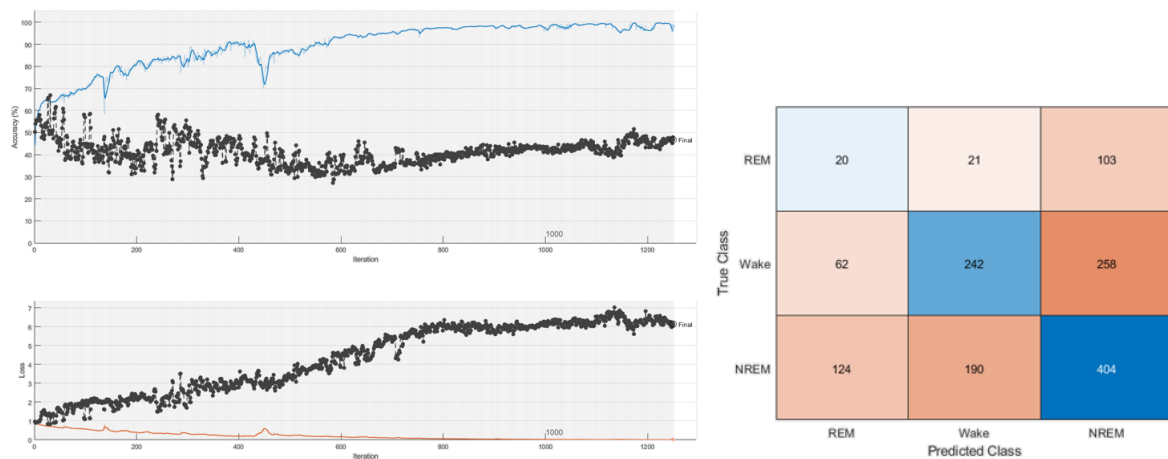 100
90
80
70
60
50
40
30
20
10
0
Accuracy (%)
Final
1000
0 200 400 600 800 1000 1200
Iteration
7
6
5
4
3
2
1
0
Loss
Final
1000
0 200 400 600 800 1000 1200
Iteration
True Class
REM 20 21 103
Wake 62 242 258
NREM 124 190 404
REM Wake NREM
Predicted Class